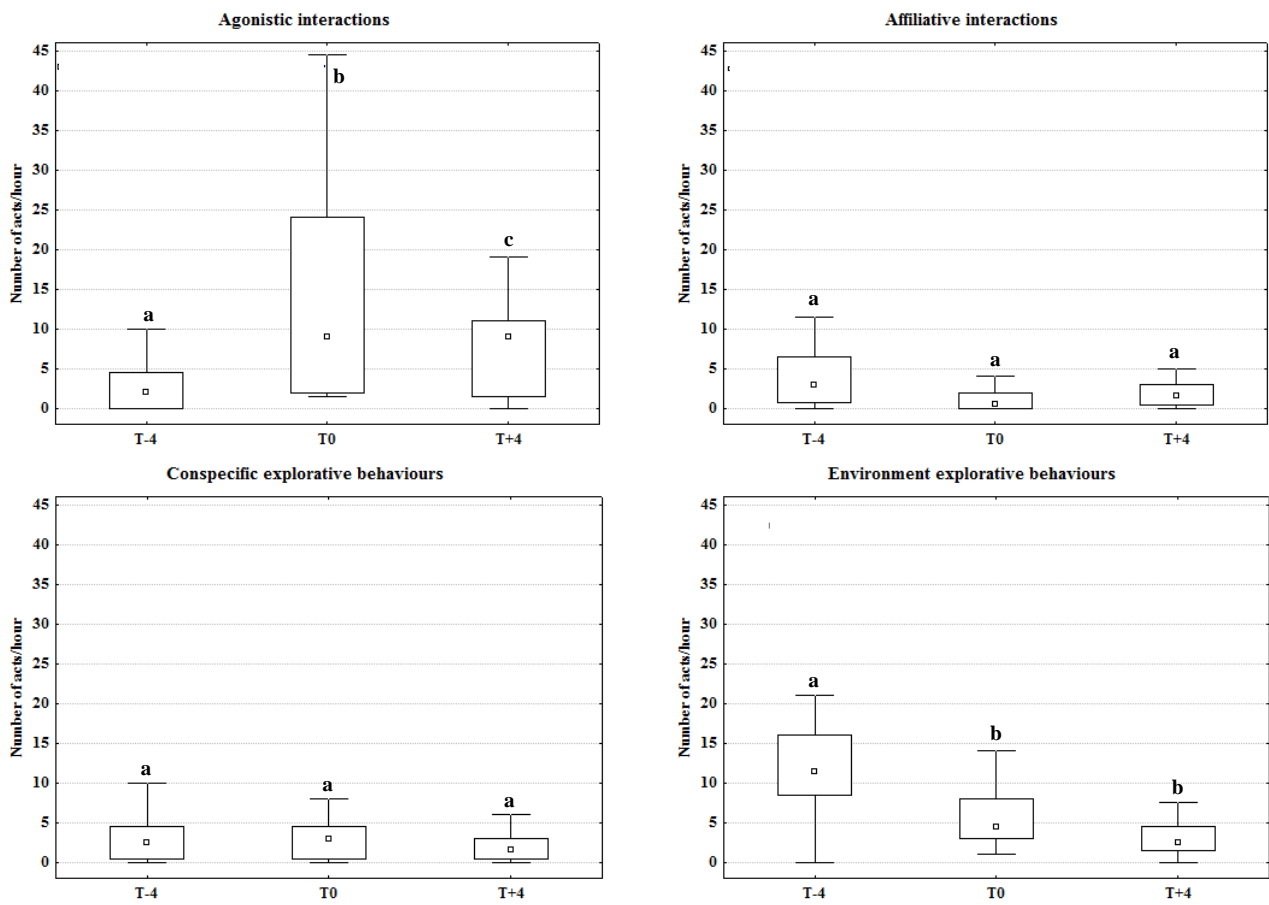 Agonistic interactions
Number of acts/hour
45
40
35
30
25
20
15
10
5
0
a
b
c
T-4 T0 T+4
Affiliative interactions
Number of acts/hour
45
40
35
30
25
20
15
10
5
0
a
a
a
T-4 T0 T+4
Conspecific explorative behaviours
Number of acts/hour
45
40
35
30
25
20
15
10
5
0
a
a
a
T-4 T0 T+4
Environment explorative behaviours
Number of acts/hour
45
40
35
30
25
20
15
10
5
0
a
b
b
T-4 T0 T+4